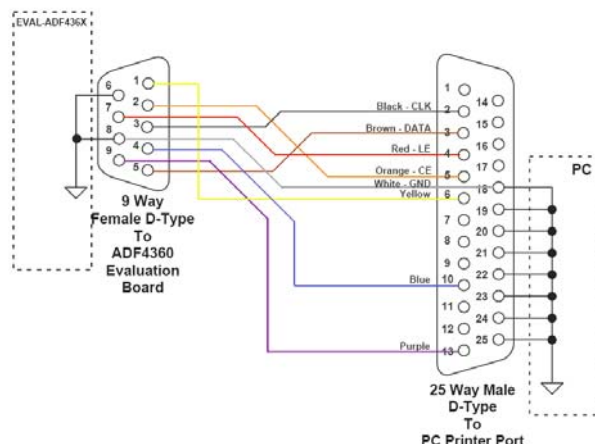 EVAL-ADF436X
6
7
8
9
1
2
3
4
5
9 Way
Female D-Type
To
ADF4360
Evaluation
Board
Black - CLK
Brown - DATA
Red - LE
Orange - CE
White - GND
Yellow
Blue
Purple
1
2
3
4
5
6
7
8
9
10
11
12
13
14
15
16
17
18
19
20
21
22
23
24
25
PC
25 Way Male
D-Type
To
PC Printer Port